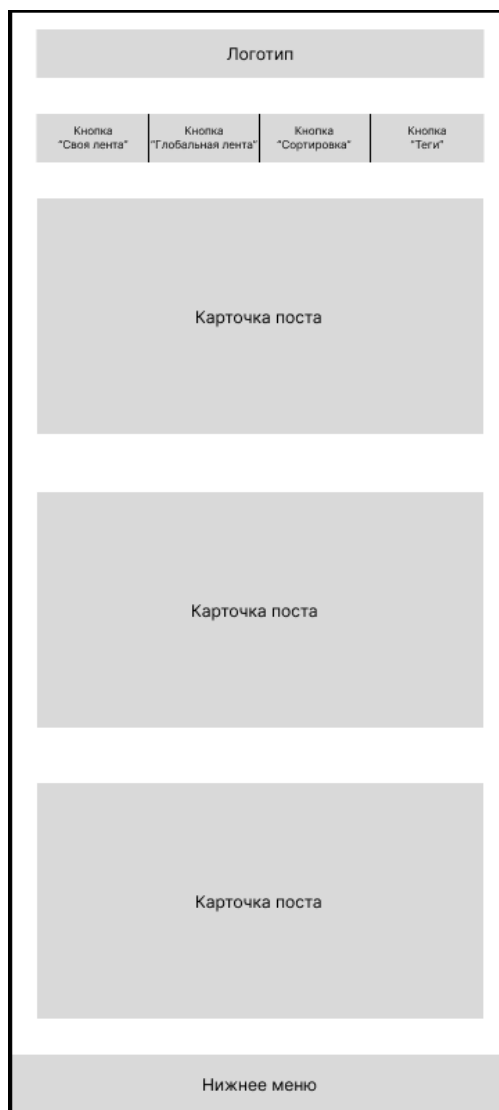 Логотип
Кнопка
"Своя лента"
Кнопка
"Глобальная лента"
Кнопка
"Сортировка"
Кнопка
"Теги"
Карточка поста
Карточка поста
Карточка поста
Нижнее меню